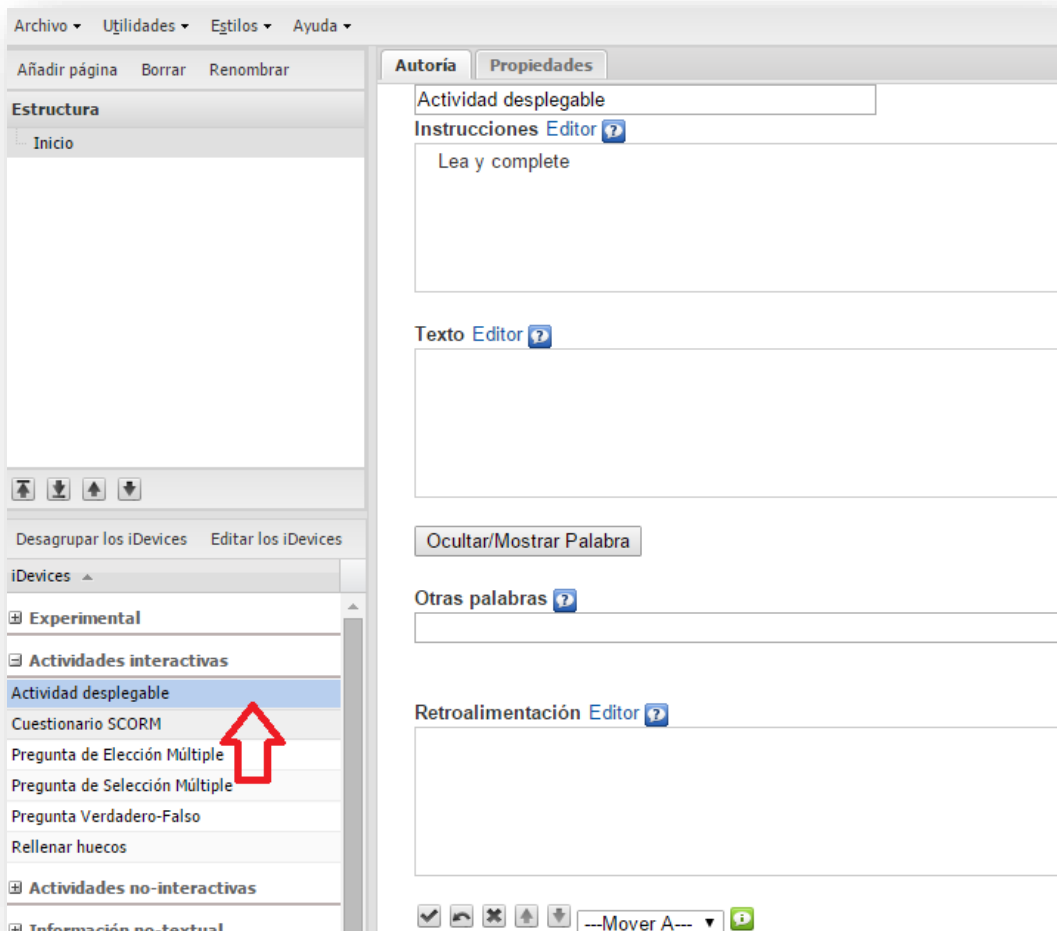 Archivo Utilidades Estilos Ayuda
Añadir página Borrar Renombrar
Estructura
Inicio
Desagrupar los iDevices Editar los iDevices
iDevices
Experimental
Actividades interactivas
Actividad desplegable
Cuestionario SCORM
Pregunta de Elección Múltiple
Pregunta de Selección Múltiple
Pregunta Verdadero-Falso
Rellenar huecos
Actividades no-interactivas
Información no-textual
Autoría Propiedades
Actividad desplegable
Instrucciones Editor ?
Lea y complete
Texto Editor ?
Ocultar/Mostrar Palabra
Otras palabras ?
Retroalimentación Editor ?
---Mover A--- i